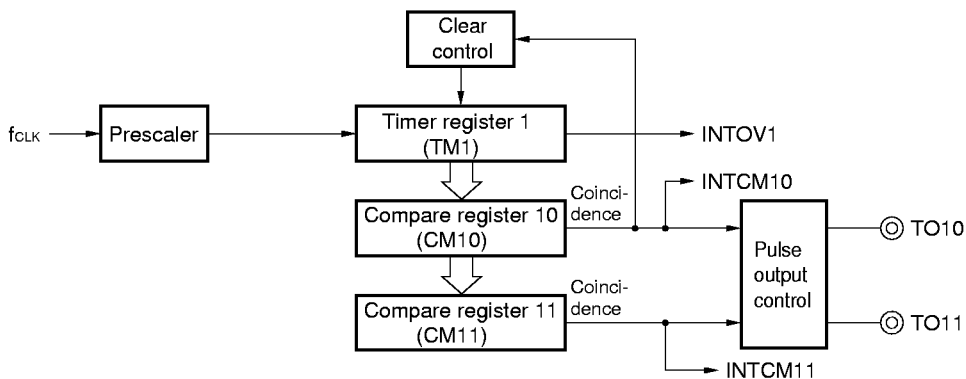 Clear
control
fCLK
Prescaler
Timer register 1
(TM1)
INTOV1
Compare register 10
(CM10)
Coinci-
dence
INTCM10
Pulse
output
control
TO10
Compare register 11
(CM11)
Coinci-
dence
TO11
INTCM11